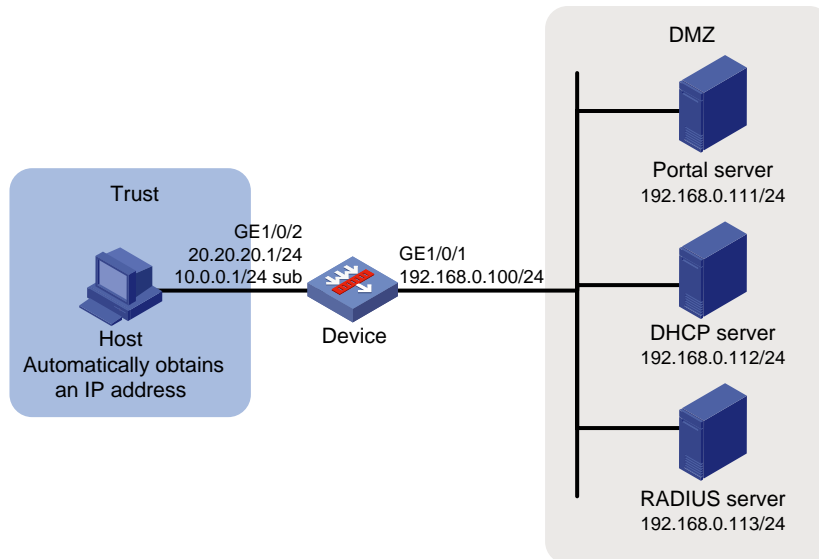 DMZ
Portal server
192.168.0.111/24
Trust
GE1/0/2
20.20.20.1/24
10.0.0.1/24 sub
GE1/0/1
192.168.0.100/24
Host
Automatically obtains
an IP address
Device
DHCP server
192.168.0.112/24
RADIUS server
192.168.0.113/24